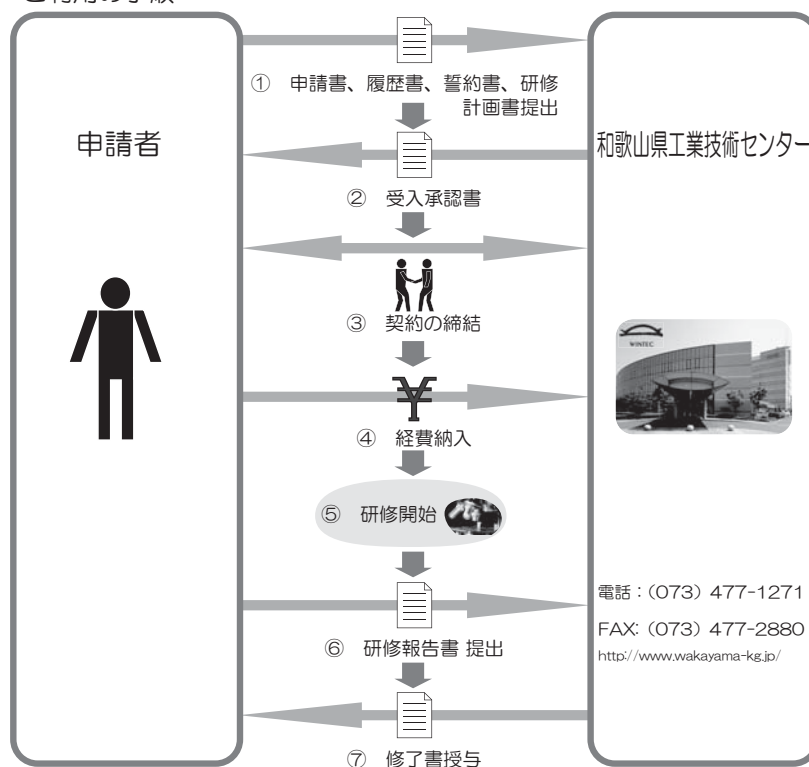 ① 申請書、履歴書、誓約書、研修
計画書提出
申請者
和歌山県工業技術センター
② 受入承認書
③ 契約の締結
WINTEC
④ 経費納入
⑤ 研修開始
電話：（073）477-1271
FAX:（073）477-2880
http://www.wakayama-kg.jp/
⑥ 研修報告書 提出
⑦ 修了書授与